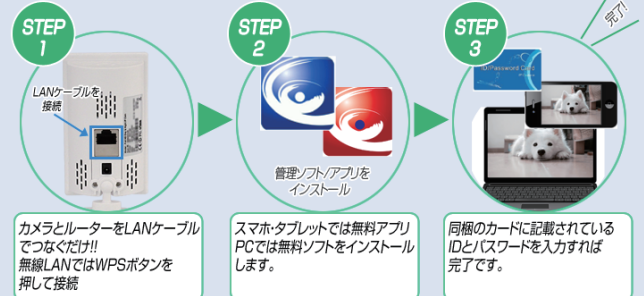 STEP
1
LANケーブルを
接続
カメラとルーターをLANケーブル
でつなぐだけ!!
無線LANではWPSボタンを
押して接続
STEP
2
管理ソフト/アプリを
インストール
スマホ・タブレットでは無料アプリ
PCでは無料ソフトをインストール
します。
STEP
3
完了!
ID/Password Card
同梱のカードに記載されている
IDとパスワードを入力すれば
完了です。